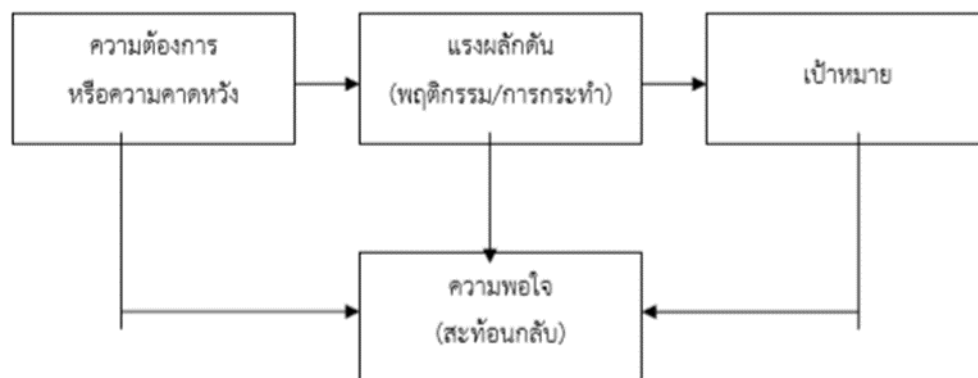 ความต้องการ
หรือความคาดหวัง
แรงผลักดัน
(พฤติกรรม/การกระทำ)
เป้าหมาย
ความพอใจ
(สะท้อนกลับ)